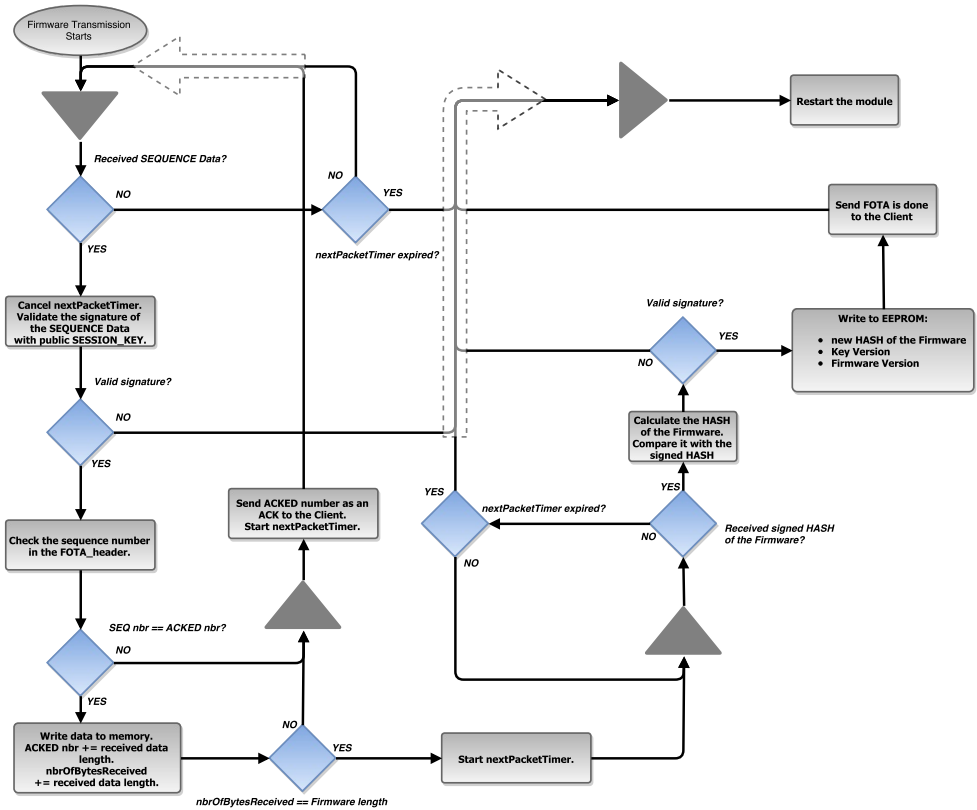 Firmware Transmission
Starts
Restart the module
Received SEQUENCE Data?
NO
YES
NO
YES
nextPacketTimer expired?
Send FOTA is done
to the Client
Cancel nextPacketTimer.
Validate the signature of
the SEQUENCE Data
with public SESSION_KEY.
Valid signature?
YES
NO
Write to EEPROM:
• new HASH of the Firmware
• Key Version
• Firmware Version
Valid signature?
NO
YES
Calculate the HASH
of the Firmware.
Compare it with the
signed HASH
Send ACKED number as an
ACK to the Client.
Start nextPacketTimer.
YES
nextPacketTimer expired?
NO
YES
NO
Received signed HASH
of the Firmware?
Check the sequence number
in the FOTA_header.
SEQ nbr == ACKED nbr?
NO
YES
Write data to memory.
ACKED nbr += received data
length.
nbrOfBytesReceived
+= received data length.
NO
YES
nbrOfBytesReceived == Firmware length
Start nextPacketTimer.